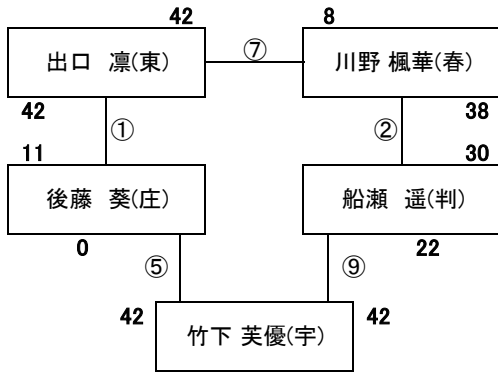 42 8
出口 凛(東) ⑦ 川野 楓華(春)
42 ① ② 38
11 30
後藤 葵(庄) 船瀬 遥(判)
0 ⑤ ⑨ 22
42 竹下 芙優(宇) 42